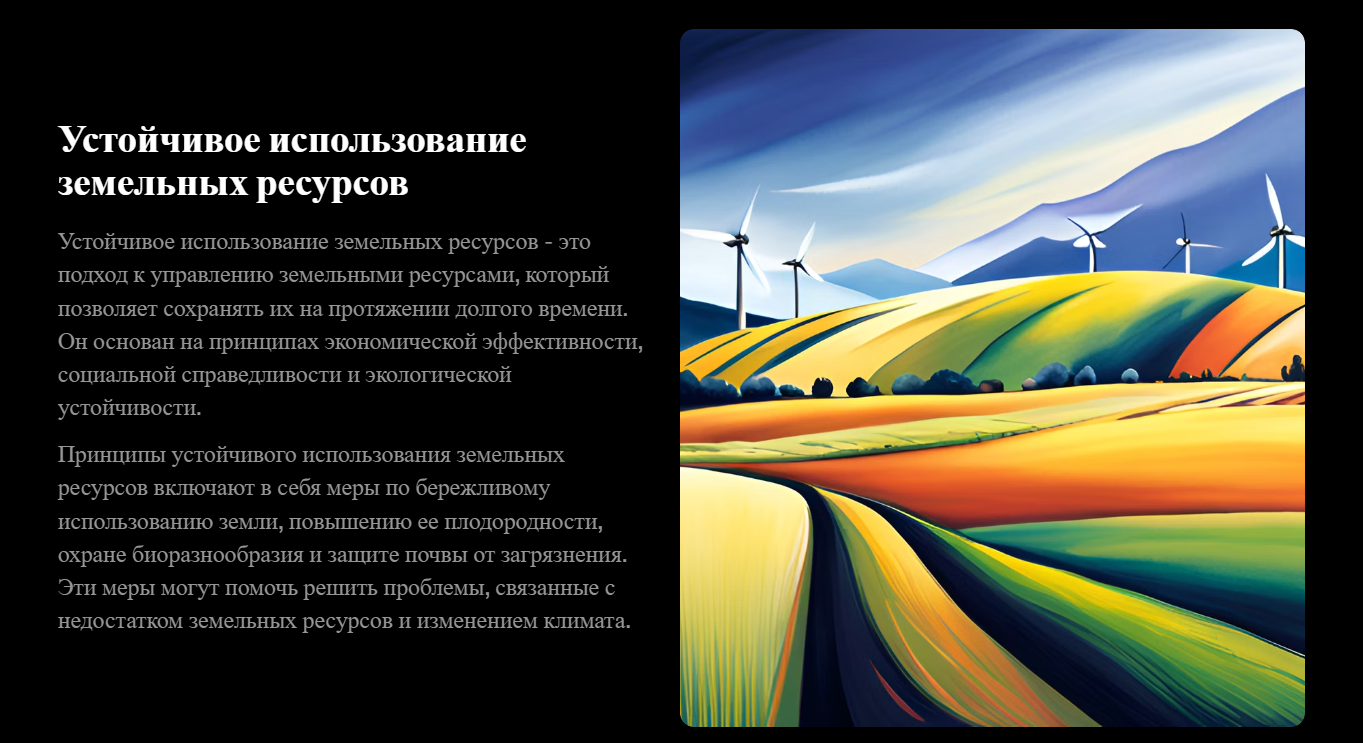 Устойчивое использование
земельных ресурсов
Устойчивое использование земельных ресурсов - это
подход к управлению земельными ресурсами, который
позволяет сохранять их на протяжении долгого времени.
Он основан на принципах экономической эффективности,
социальной справедливости и экологической
устойчивости.
Принципы устойчивого использования земельных
ресурсов включают в себя меры по бережливому
использованию земли, повышению ее плодородности,
охране биоразнообразия и защите почвы от загрязнения.
Эти меры могут помочь решить проблемы, связанные с
недостатком земельных ресурсов и изменением климата.